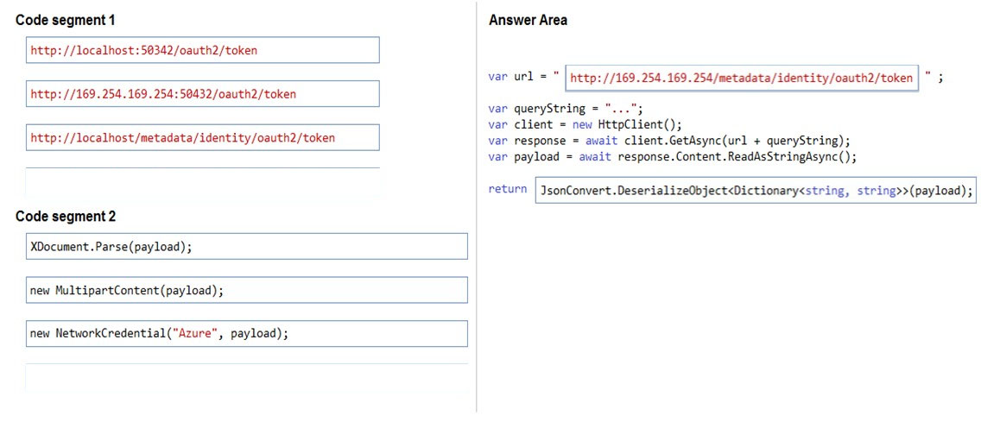 Code segment 1
http://localhost:50342/oauth2/token
http://169.254.169.254:50432/oauth2/token
http://localhost/metadata/identity/oauth2/token
Code segment 2
XDocument.Parse(payload);
new MultipartContent(payload);
new NetworkCredential("Azure", payload);
Answer Area
var url = " http://169.254.169.254/metadata/identity/oauth2/token " ;
var queryString = "...";
var client = new HttpClient();
var response = await client.GetAsync(url + queryString);
var payload = await response.Content.ReadAsStringAsync();
return JsonConvert.DeserializeObject<Dictionary<string, string>>(payload);